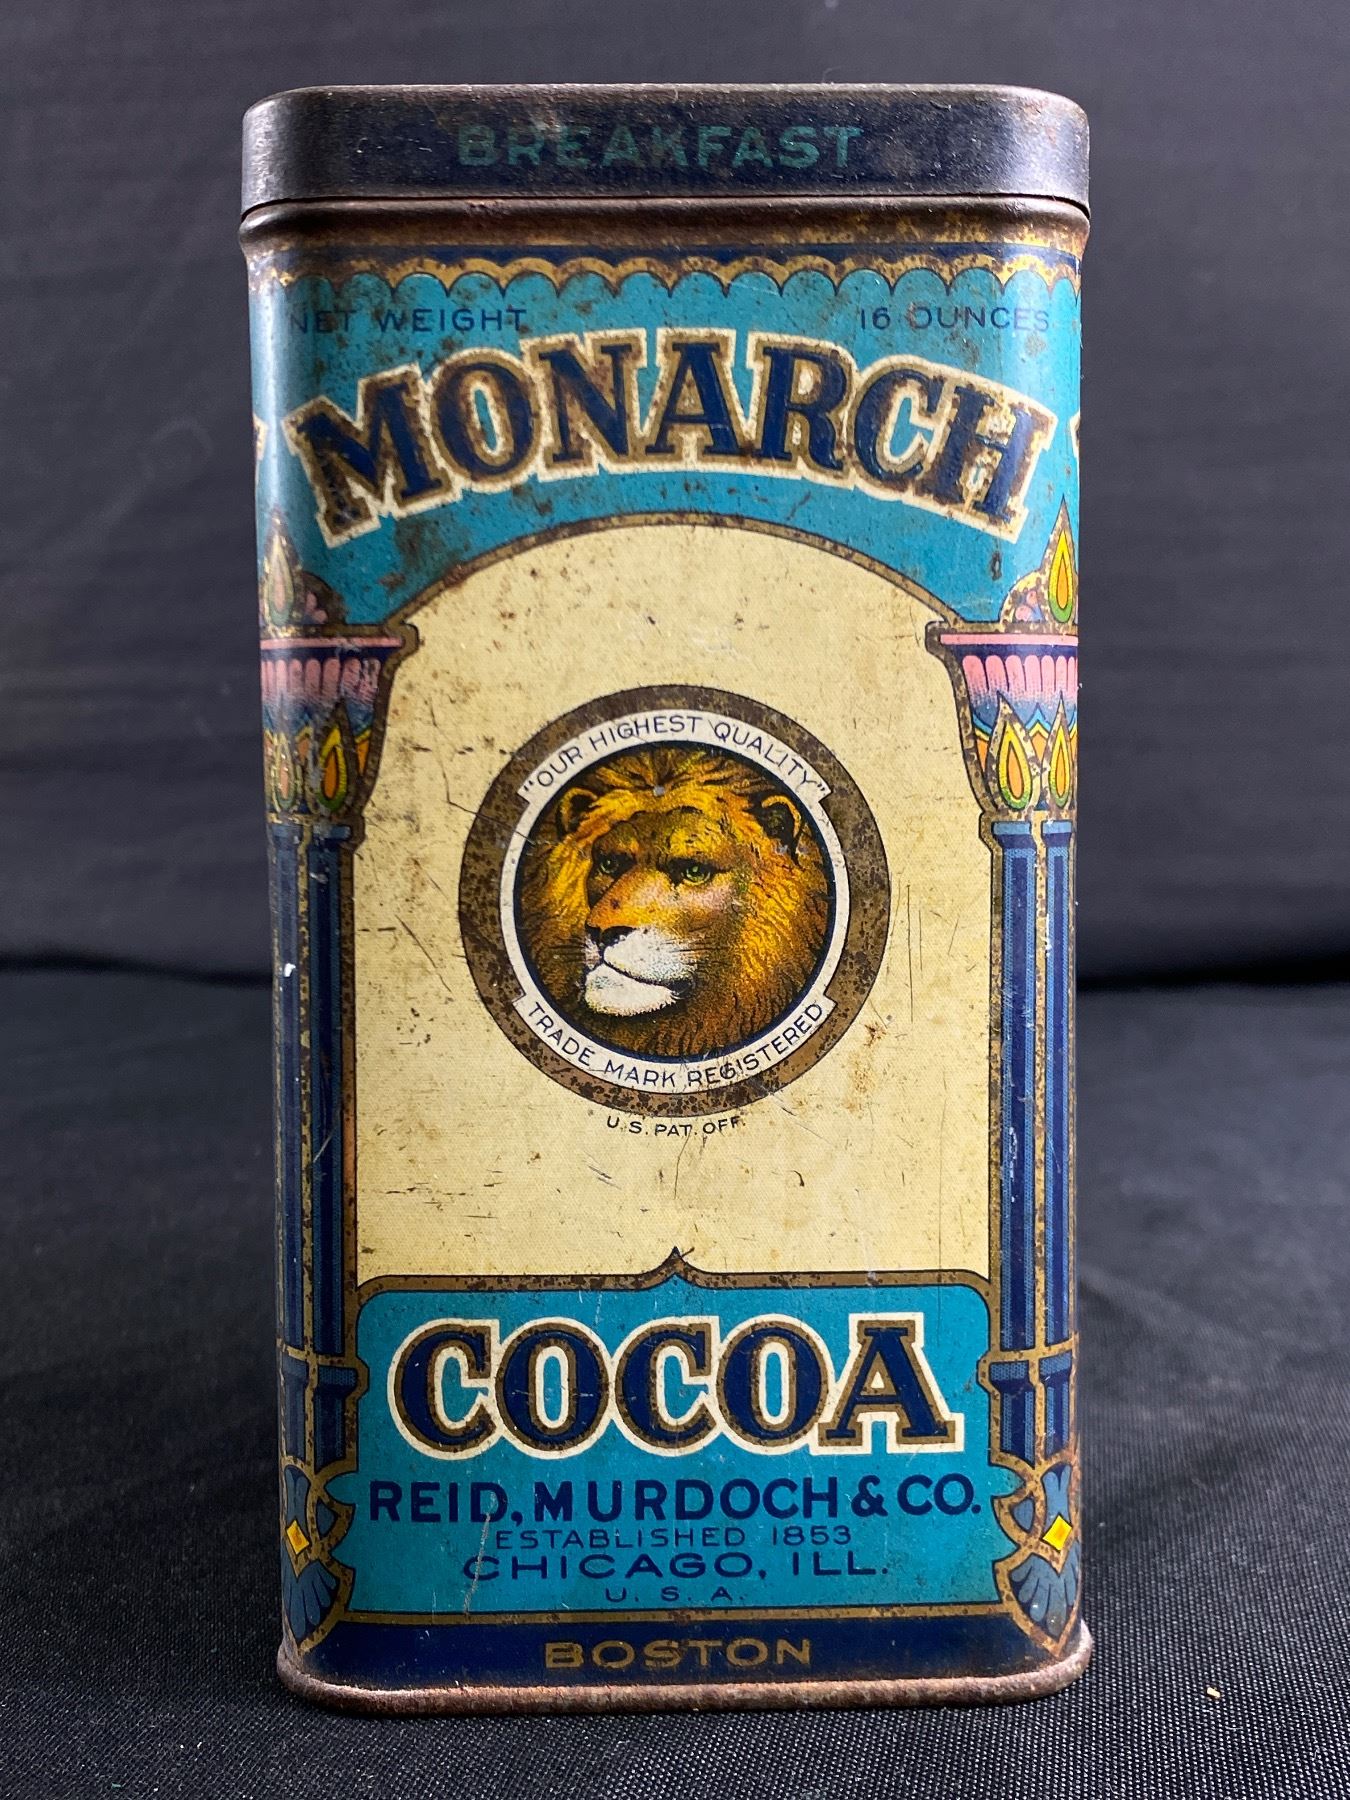 BREAKFAST
NET WEIGHT 16 OUNCES
MONARCH
"OUR HIGHEST QUALITY"
TRADE MARK REGISTERED
U.S. PAT. OFF.
COCOA
REID, MURDOCH & CO.
ESTABLISHED 1853
CHICAGO, ILL.
U. S. A.
BOSTON